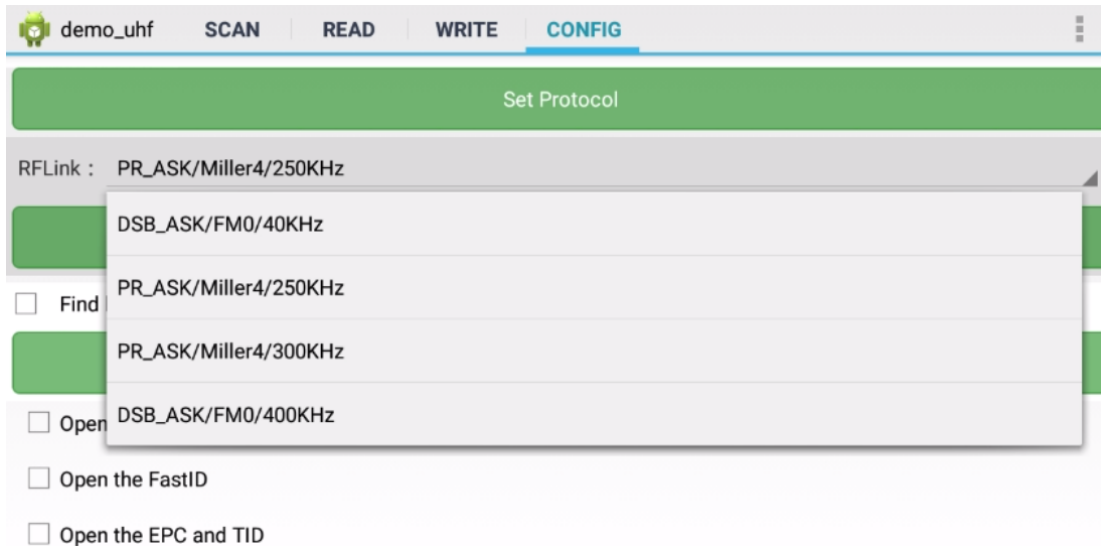 demo_uhf SCAN READ WRITE CONFIG
Set Protocol
RFLink : PR_ASK/Miller4/250KHz
DSB_ASK/FM0/40KHz
PR_ASK/Miller4/250KHz
Find
PR_ASK/Miller4/300KHz
DSB_ASK/FM0/400KHz
Open
Open the FastID
Open the EPC and TID